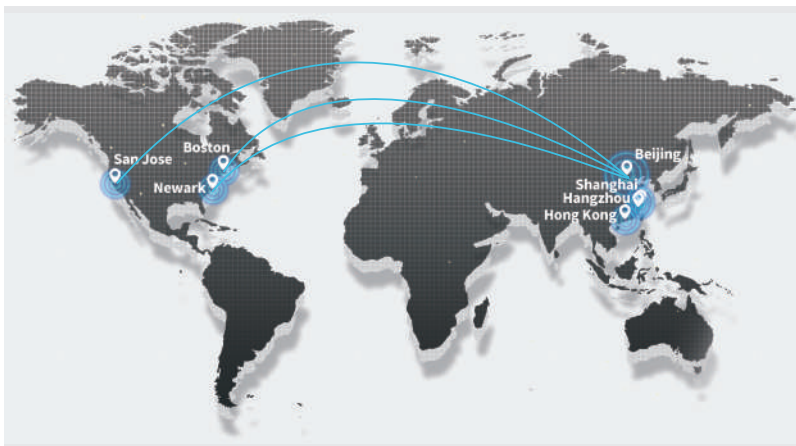 Boston
San Jose
Newark
Beijing
Shanghai
Hangzhou
Hong Kong